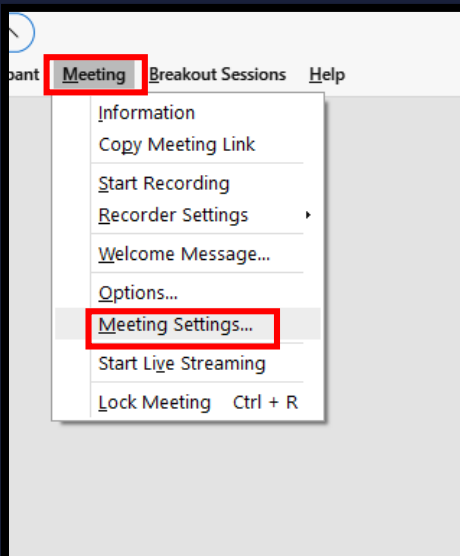 pant Meeting Breakout Sessions Help
Information
Copy Meeting Link
Start Recording
Recorder Settings
Welcome Message...
Options...
Meeting Settings...
Start Live Streaming
Lock Meeting Ctrl + R